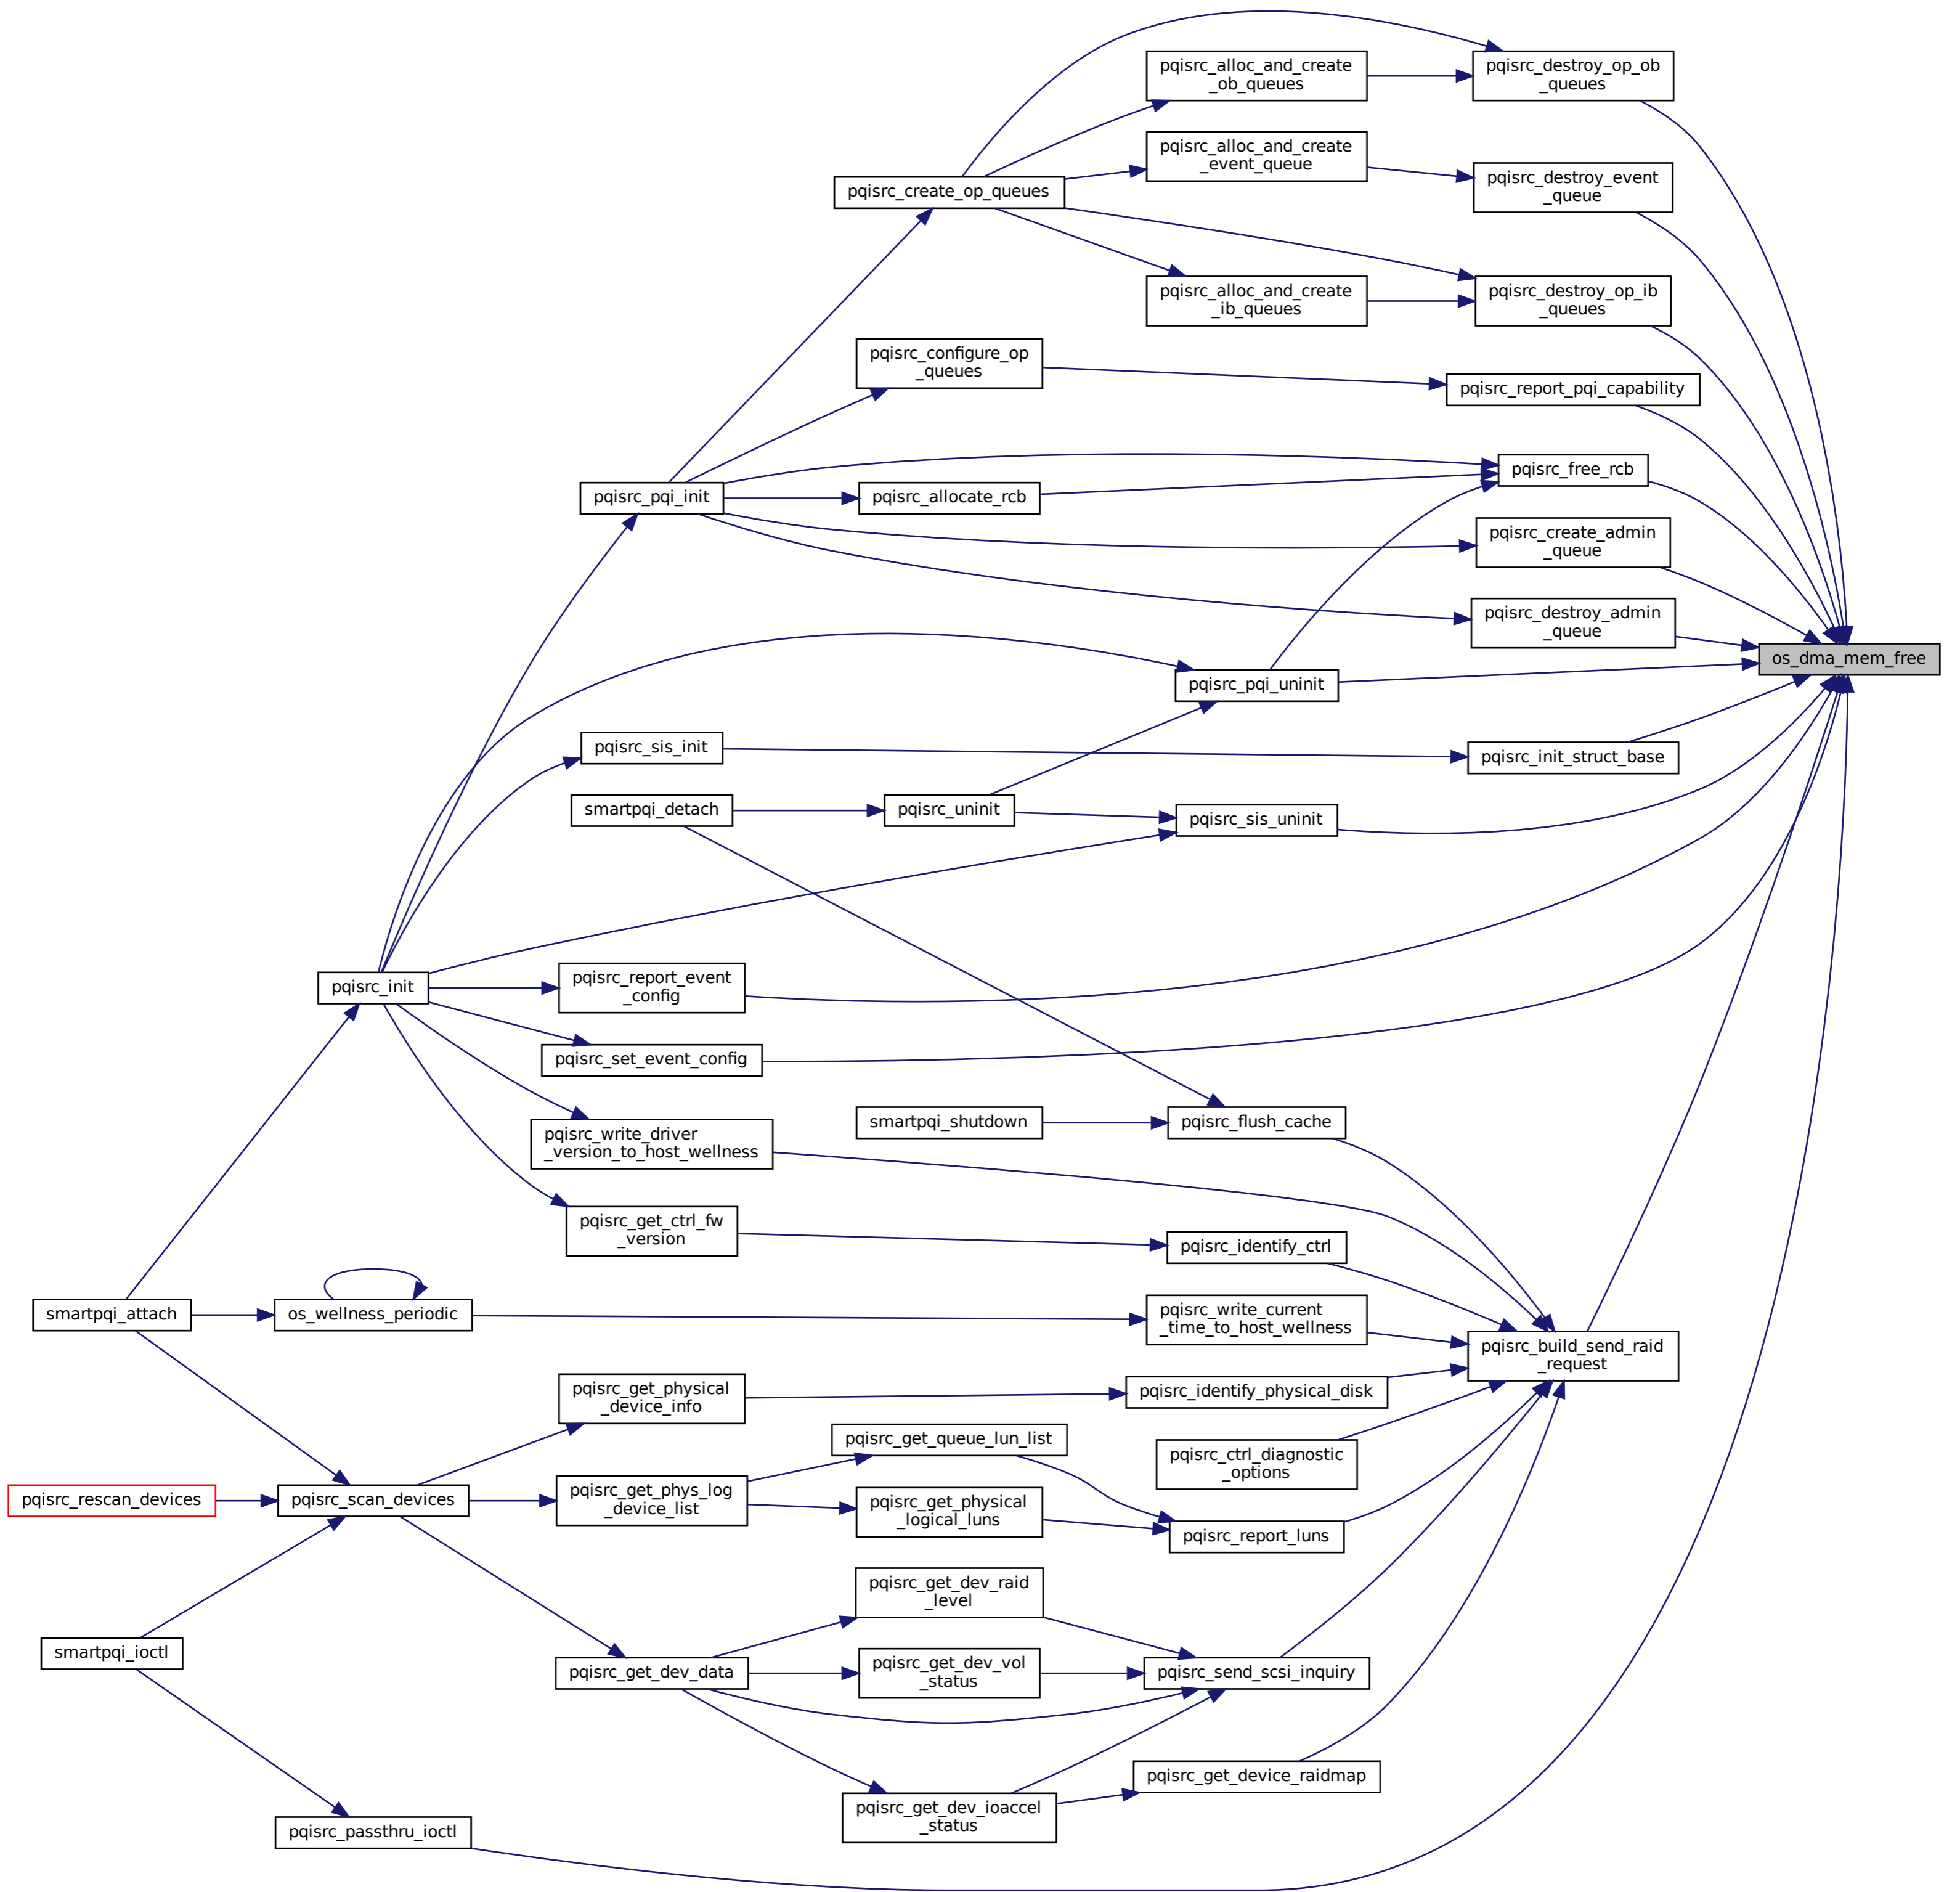 pqisrc_destroy_op_ob
_queues
pqisrc_alloc_and_create
_ob_queues
pqisrc_alloc_and_create
_event_queue
pqisrc_destroy_event
_queue
pqisrc_create_op_queues
pqisrc_alloc_and_create
_ib_queues
pqisrc_destroy_op_ib
_queues
pqisrc_configure_op
_queues
pqisrc_report_pqi_capability
pqisrc_free_rcb
pqisrc_pqi_init
pqisrc_allocate_rcb
pqisrc_create_admin
_queue
pqisrc_destroy_admin
_queue
os_dma_mem_free
pqisrc_pqi_uninit
pqisrc_sis_init
pqisrc_init_struct_base
smartpqi_detach
pqisrc_uninit
pqisrc_sis_uninit
pqisrc_init
pqisrc_report_event
_config
pqisrc_set_event_config
smartpqi_shutdown
pqisrc_flush_cache
pqisrc_write_driver
_version_to_host_wellness
pqisrc_get_ctrl_fw
_version
pqisrc_identify_ctrl
smartpqi_attach
os_wellness_periodic
pqisrc_write_current
_time_to_host_wellness
pqisrc_build_send_raid
_request
pqisrc_get_physical
_device_info
pqisrc_identify_physical_disk
pqisrc_get_queue_lun_list
pqisrc_ctrl_diagnostic
_options
pqisrc_rescan_devices
pqisrc_scan_devices
pqisrc_get_phys_log
_device_list
pqisrc_get_physical
_logical_luns
pqisrc_report_luns
pqisrc_get_dev_raid
_level
smartpqi_ioctl
pqisrc_get_dev_data
pqisrc_get_dev_vol
_status
pqisrc_send_scsi_inquiry
pqisrc_get_device_raidmap
pqisrc_get_dev_ioaccel
_status
pqisrc_passthru_ioctl